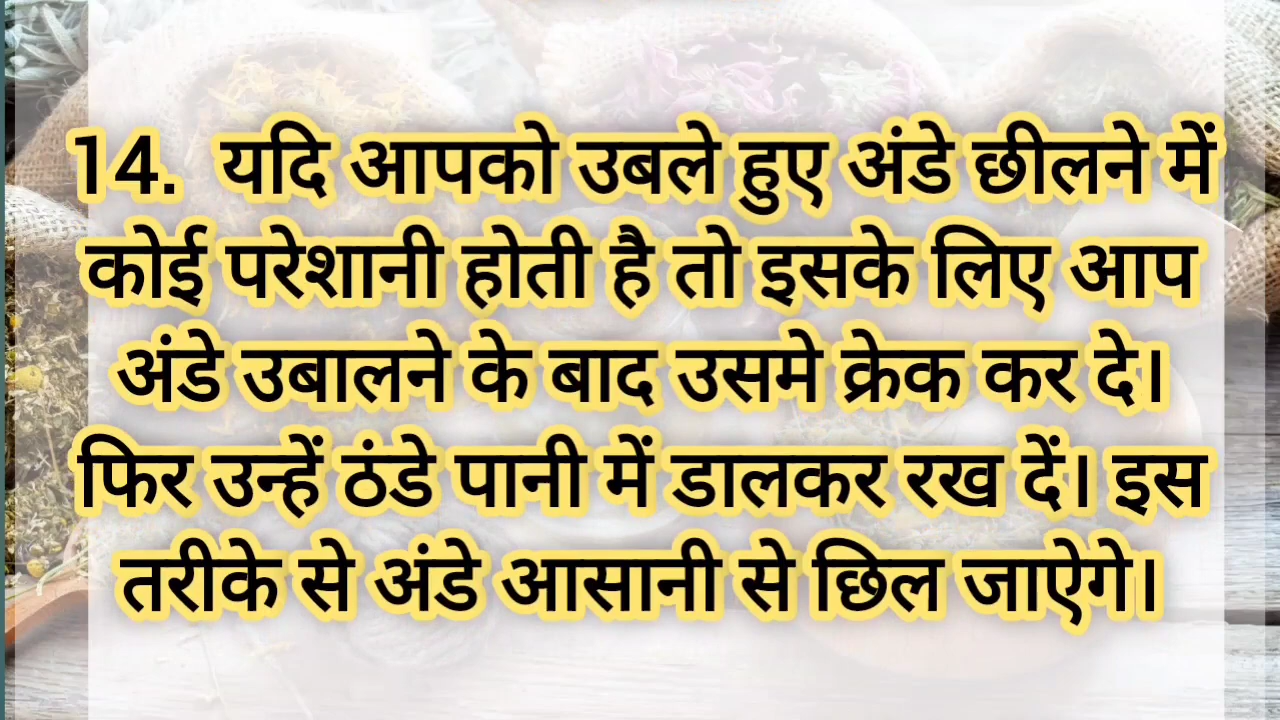 14. यदि आपको उबले हुए अंडे छीलने में
कोई परेशानी होती है तो इसके लिए आप
अंडे उबालने के बाद उसमे क्रेक कर दे।
फिर उन्हें ठंडे पानी में डालकर रख दें। इस
तरीके से अंडे आसानी से छिल जाऐगे।